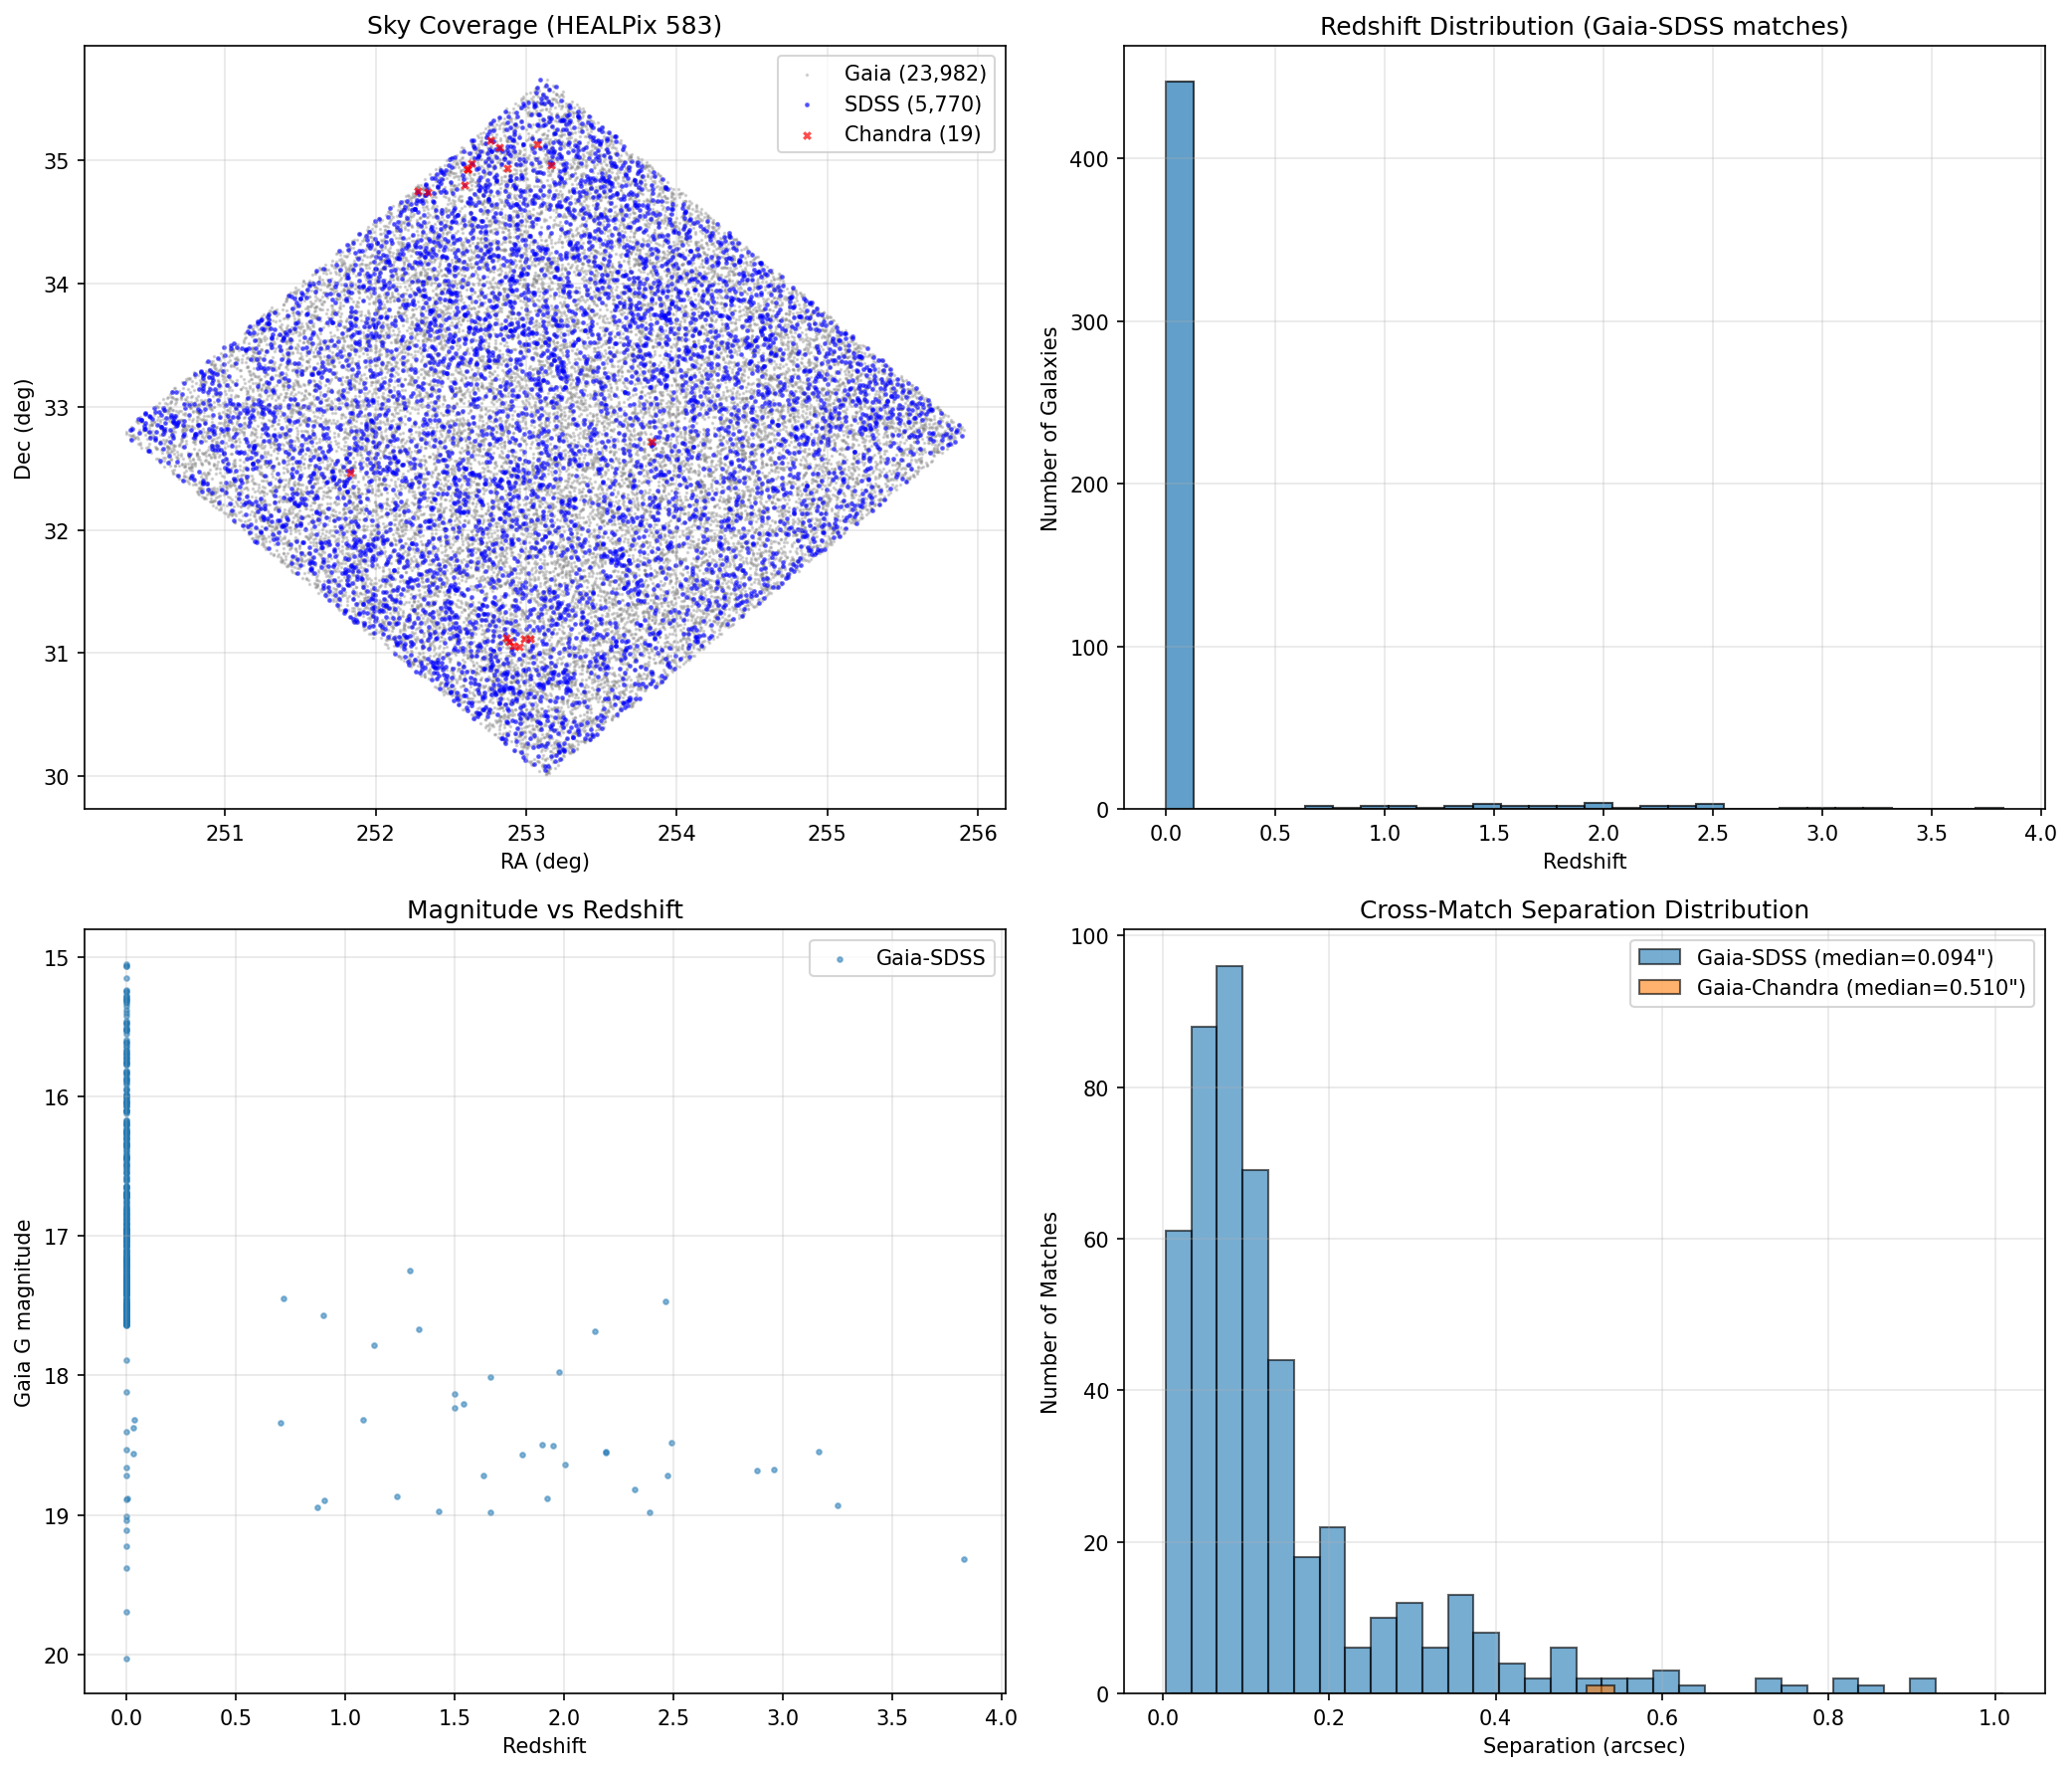 Sky Coverage (HEALPix 583)
Gaia (23,982)
SDSS (5,770)
Chandra (19)
35
34
33
32
31
30
Dec (deg)
251 252 253 254 255 256
RA (deg)
Redshift Distribution (Gaia-SDSS matches)
400
300
200
100
0
Number of Galaxies
0.0 0.5 1.0 1.5 2.0 2.5 3.0 3.5 4.0
Redshift
Magnitude vs Redshift
Gaia-SDSS
15
16
17
18
19
20
Gaia G magnitude
0.0 0.5 1.0 1.5 2.0 2.5 3.0 3.5 4.0
Redshift
Cross-Match Separation Distribution
Gaia-SDSS (median=0.094")
Gaia-Chandra (median=0.510")
100
80
60
40
20
0
Number of Matches
0.0 0.2 0.4 0.6 0.8 1.0
Separation (arcsec)